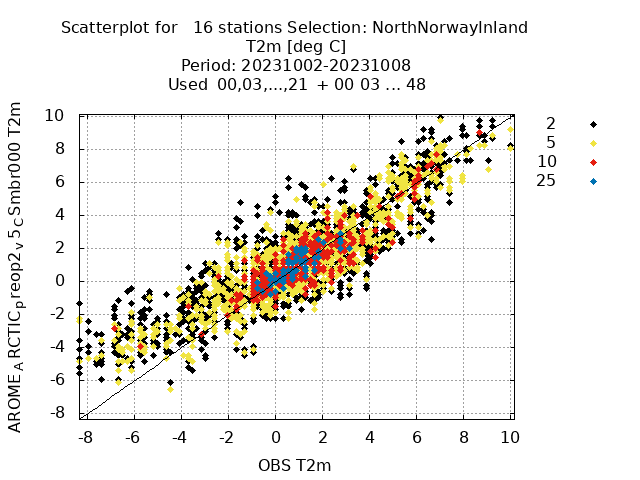 Scatterplot for 16 stations Selection: NorthNorwayInland
T2m [deg C]
Period: 20231002-20231008
Used 00,03,...,21 + 00 03 ... 48
AROME_ARCTIC_preop2_v5_CSmbr000 T2m
10
8
6
4
2
0
-2
-4
-6
-8
-8 -6 -4 -2 0 2 4 6 8 10
OBS T2m
2
5
10
25